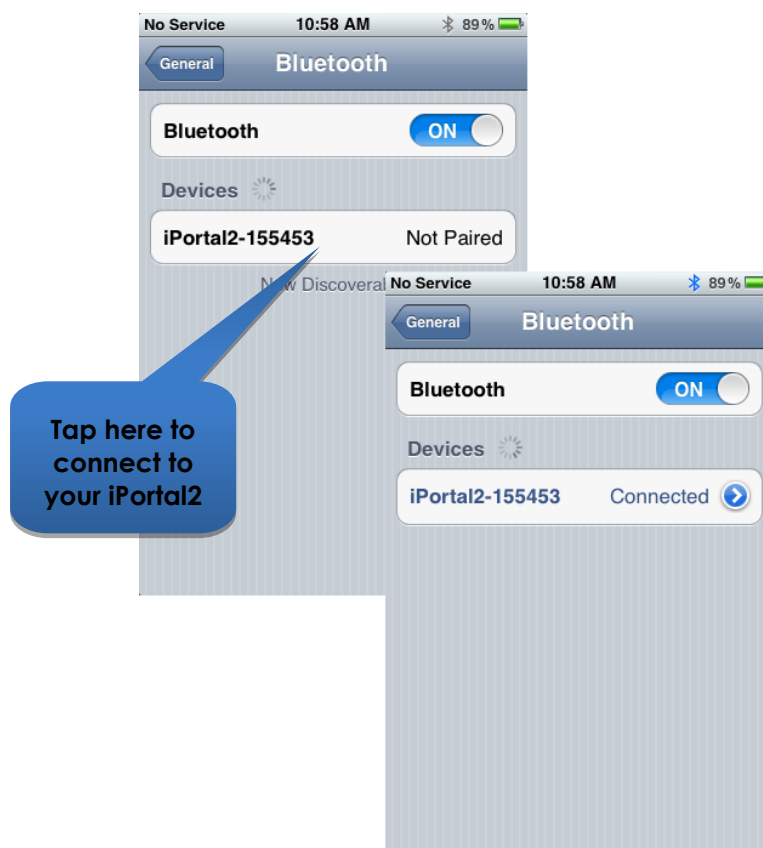 No Service 10:58 AM 89%
General Bluetooth
Bluetooth ON
Devices
iPortal2-155453 Not Paired
Discoveral
No Service 10:58 AM 89%
General Bluetooth
Bluetooth ON
Devices
iPortal2-155453 Connected
Tap here to
connect to
your iPortal2